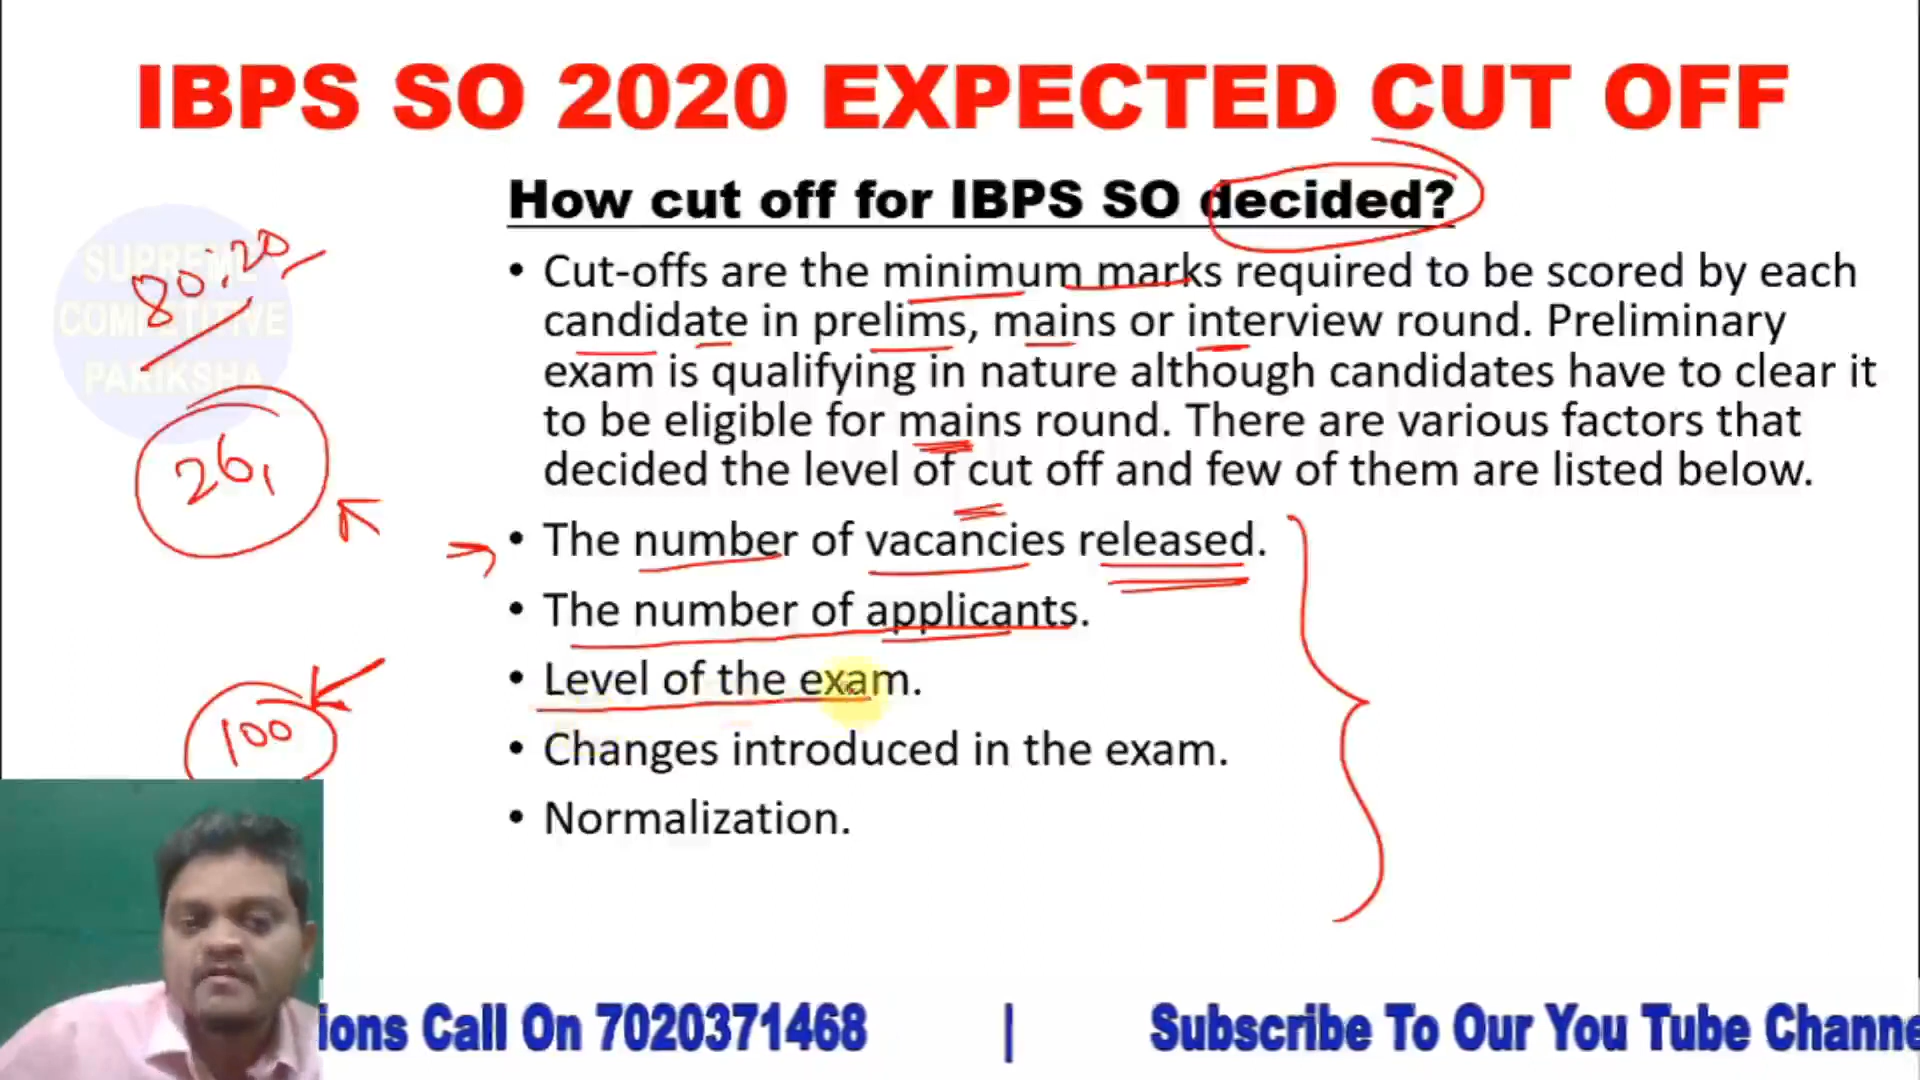 IBPS SO 2020 EXPECTED CUT OFF
How cut off for IBPS SO decided?
• Cut-offs are the minimum marks required to be scored by each
candidate in prelims, mains or interview round. Preliminary
exam is qualifying in nature although candidates have to clear it
to be eligible for mains round. There are various factors that
decided the level of cut off and few of them are listed below.
• The number of vacancies released.
• The number of applicants.
• Level of the exam.
• Changes introduced in the exam.
• Normalization.
SUPREME
COMPETITIVE
PARIKSHA
80:20
26,
100
ions Call On 7020371468 | Subscribe To Our You Tube Channe